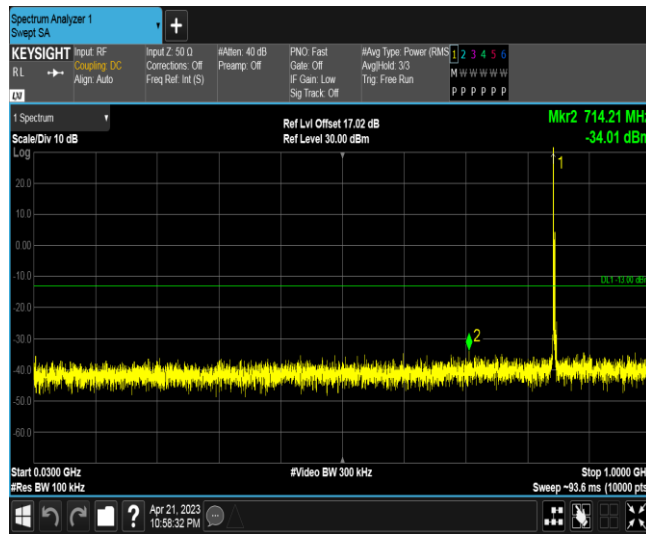 Spectrum Analyzer 1
Swept SA
KEYSIGHT
RL
LXI
Input: RF
Coupling: DC
Align: Auto
Input Z: 50 Ω
Corrections: Off
Freq Ref: Int (S)
#Atten: 40 dB
Preamp: Off
PNO: Fast
Gate: Off
IF Gain: Low
Sig Track: Off
#Avg Type: Power (RMS
Avg|Hold: 3/3
Trig: Free Run
1 2 3 4 5 6
M W W W W W
P P P P P P
1 Spectrum
Scale/Div 10 dB
Log
Ref Lvl Offset 17.02 dB
Ref Level 30.00 dBm
Mkr2 714.21 MHz
-34.01 dBm
1
20.0
10.0
0.00
-10.0
DL1 -13.00 dBm
-20.0
-30.0
2
-40.0
-50.0
-60.0
Start 0.0300 GHz
#Res BW 100 kHz
#Video BW 300 kHz
Stop 1.0000 GHz
Sweep ~93.6 ms (10000 pts
?
Apr 21, 2023
10:58:32 PM